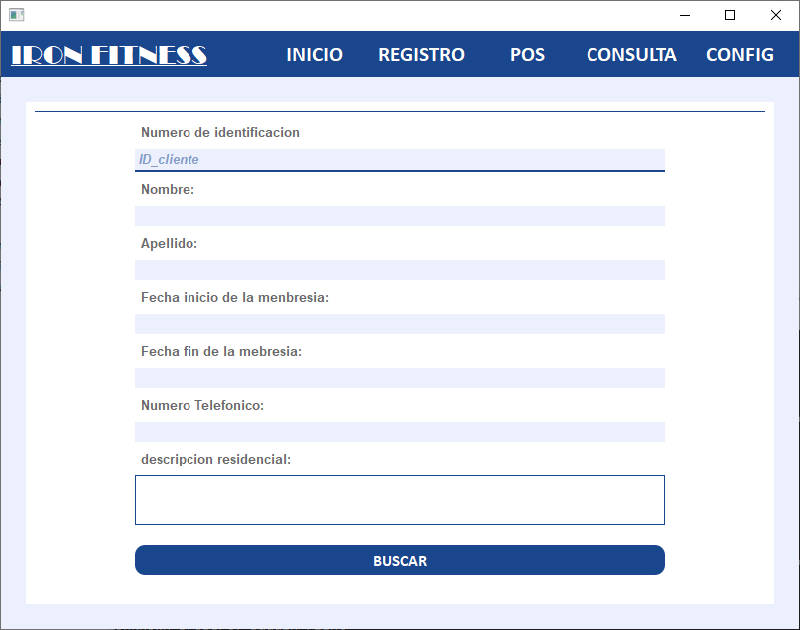 IRON FITNESS INICIO REGISTRO POS CONSULTA CONFIG
Numero de identificacion
ID_cliente
Nombre:
Apellido:
Fecha inicio de la menbresia:
Fecha fin de la mebresia:
Numero Telefonico:
descripcion residencial:
BUSCAR